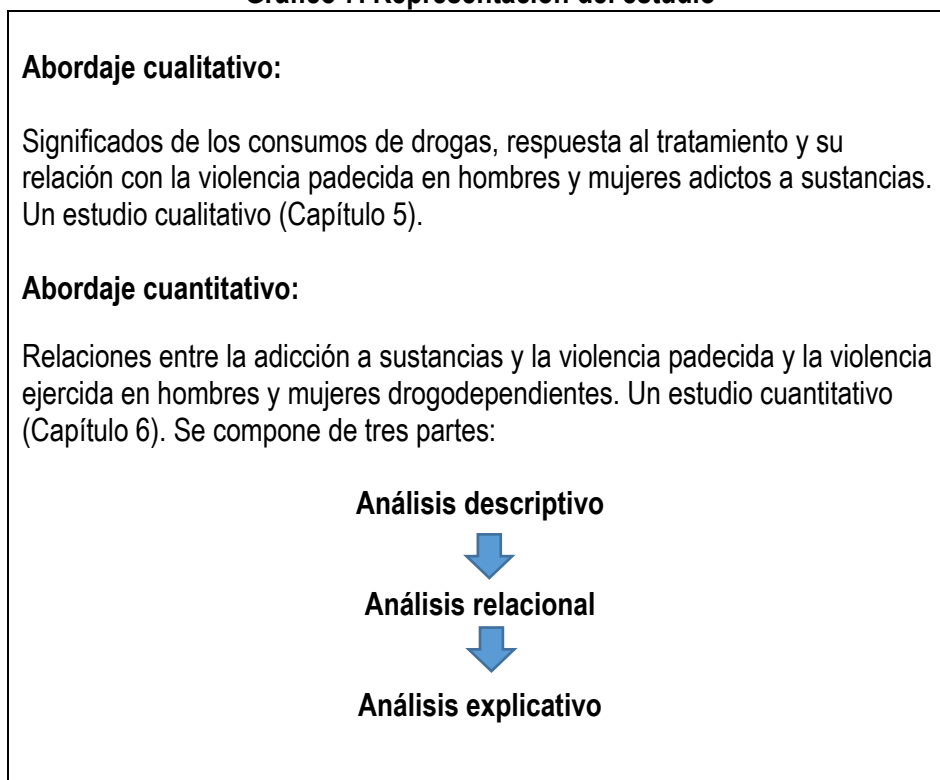 Abordaje cualitativo:
Significados de los consumos de drogas, respuesta al tratamiento y su
relación con la violencia padecida en hombres y mujeres adictos a sustancias.
Un estudio cualitativo (Capítulo 5).
Abordaje cuantitativo:
Relaciones entre la adicción a sustancias y la violencia padecida y la violencia
ejercida en hombres y mujeres drogodependientes. Un estudio cuantitativo
(Capítulo 6). Se compone de tres partes:
Análisis descriptivo
Análisis relacional
Análisis explicativo